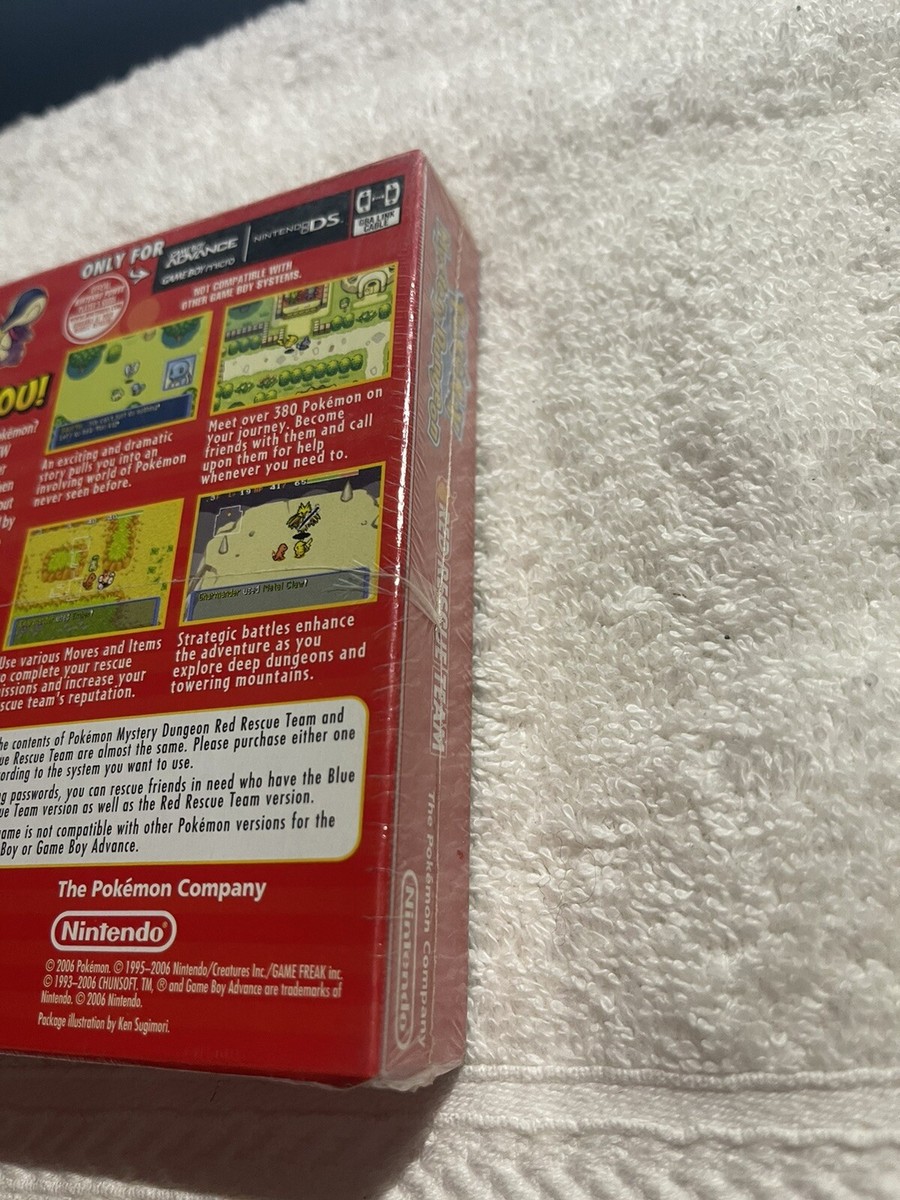 ONLY FOR
GAME BOY ADVANCE
GAME BOY micro
NINTENDO DS
GBA LINK
CABLE
NOT COMPATIBLE WITH
OTHER GAME BOY SYSTEMS.
OU!
An exciting and dramatic
story pulls you into an
involving world of Pokémon
never seen before.
Meet over 380 Pokémon on
your journey. Become
friends with them and call
upon them for help
whenever you need to.
Charmander used Metal Claw!
Use various Moves and Items
o complete your rescue
issions and increase your
scue team's reputation.
Strategic battles enhance
the adventure as you
explore deep dungeons and
towering mountains.
he contents of Pokémon Mystery Dungeon Red Rescue Team and
ue Rescue Team are almost the same. Please purchase either one
ording to the system you want to use.
g passwords, you can rescue friends in need who have the Blue
ue Team version as well as the Red Rescue Team version.
ame is not compatible with other Pokémon versions for the
Boy or Game Boy Advance.
The Pokémon Company
Nintendo®
© 2006 Pokémon. © 1995–2006 Nintendo/Creatures Inc./GAME FREAK inc.
© 1993–2006 CHUNSOFT. TM, ® and Game Boy Advance are trademarks of
Nintendo. © 2006 Nintendo.
Package illustration by Ken Sugimori.
RED RESCUE TEAM
The Pokémon Company
Nintendo